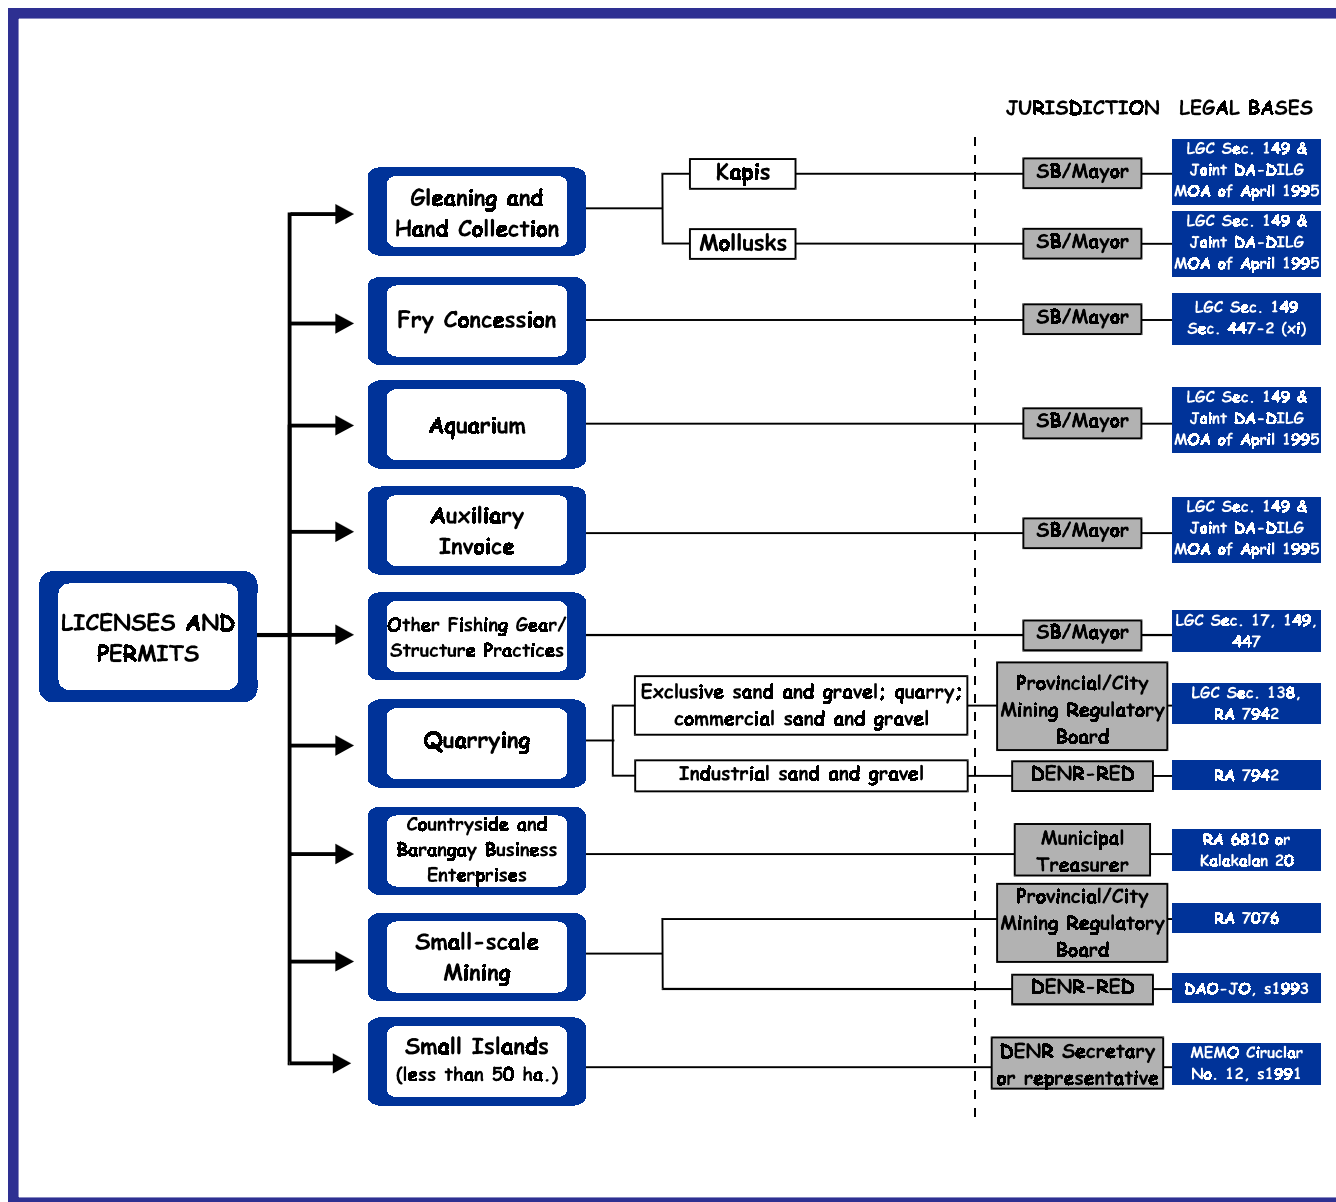 JURISDICTION LEGAL BASES
LICENSES AND
PERMITS
Gleaning and
Hand Collection
Kapis
SB/Mayor
LGC Sec. 149 &
Joint DA-DILG
MOA of April 1995
Mollusks
SB/Mayor
LGC Sec. 149 &
Joint DA-DILG
MOA of April 1995
Fry Concession
SB/Mayor
LGC Sec. 149
Sec. 447-2 (xi)
Aquarium
SB/Mayor
LGC Sec. 149 &
Joint DA-DILG
MOA of April 1995
Auxiliary
Invoice
SB/Mayor
LGC Sec. 149 &
Joint DA-DILG
MOA of April 1995
Other Fishing Gear/
Structure Practices
SB/Mayor
LGC Sec. 17, 149,
447
Quarrying
Exclusive sand and gravel; quarry;
commercial sand and gravel
Provincial/City
Mining Regulatory
Board
LGC Sec. 138,
RA 7942
Industrial sand and gravel
DENR-RED
RA 7942
Countryside and
Barangay Business
Enterprises
Municipal
Treasurer
RA 6810 or
Kalakalan 20
Small-scale
Mining
Provincial/City
Mining Regulatory
Board
RA 7076
DENR-RED
DAO-JO, s1993
Small Islands
(less than 50 ha.)
DENR Secretary
or representative
MEMO Ciruclar
No. 12, s1991